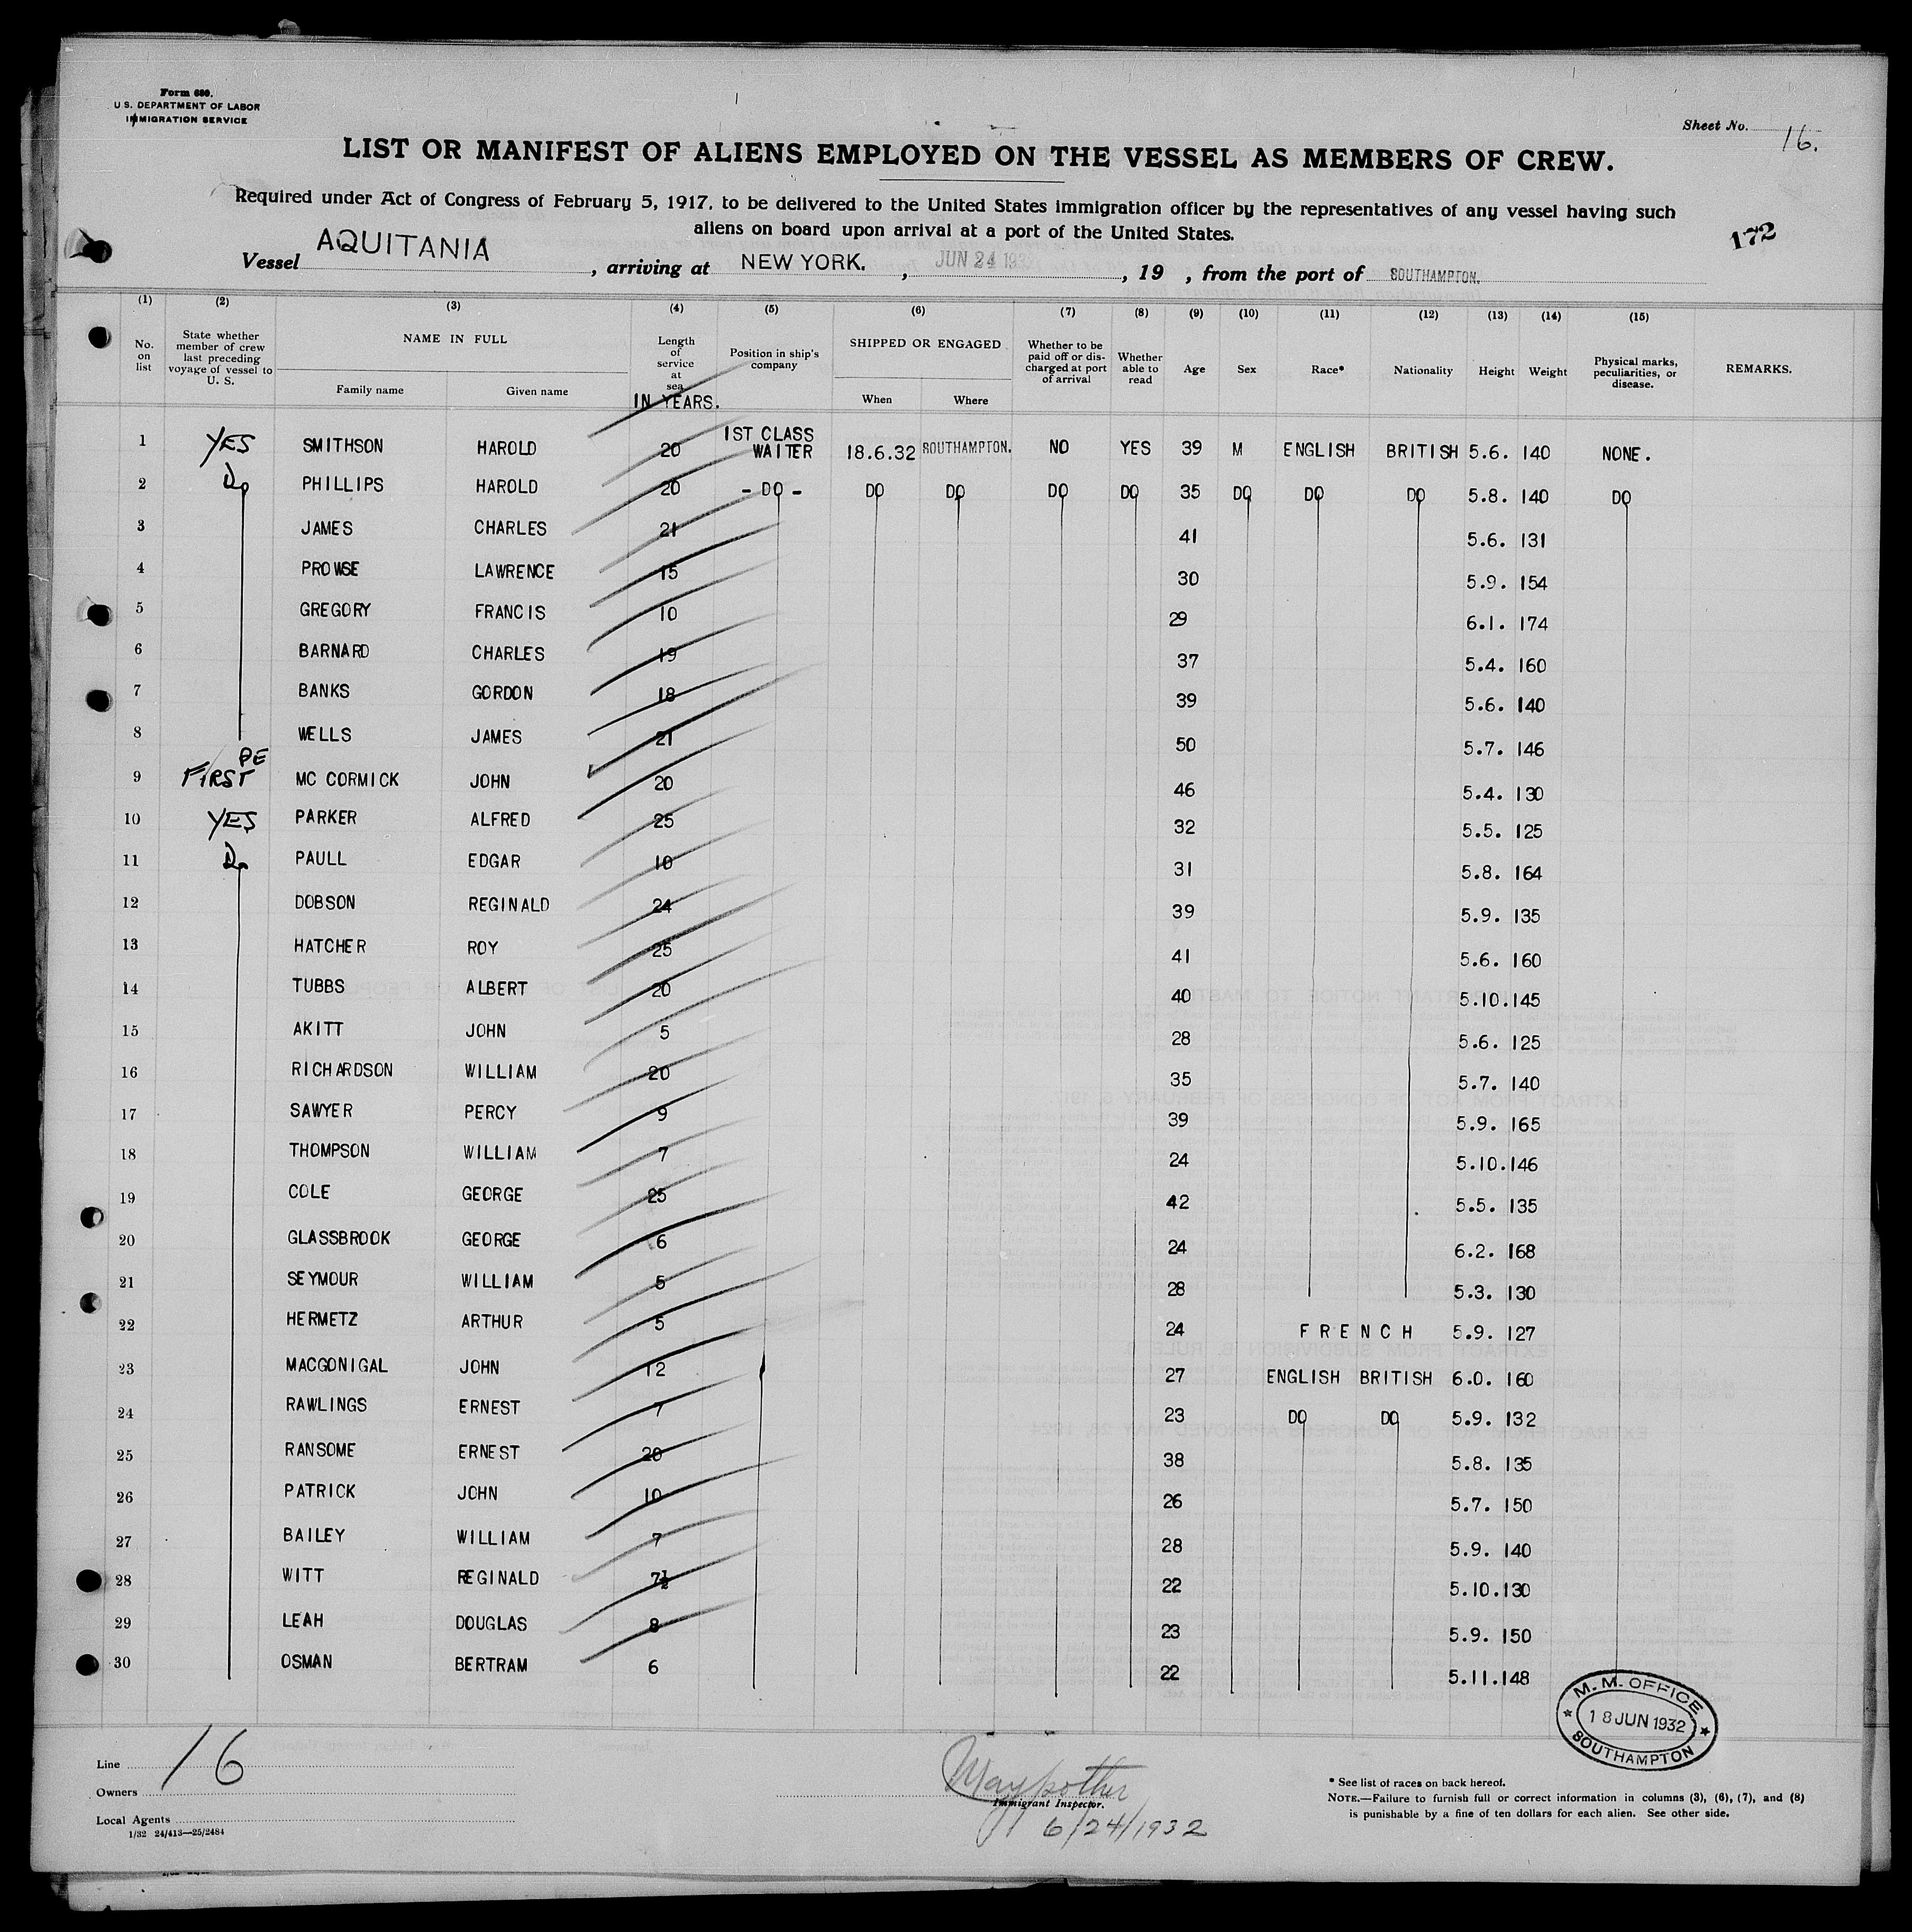 Form 680.
U.S. DEPARTMENT OF LABOR
IMMIGRATION SERVICE
Sheet No. 16.
LIST OR MANIFEST OF ALIENS EMPLOYED ON THE VESSEL AS MEMBERS OF CREW.
Required under Act of Congress of February 5, 1917, to be delivered to the United States immigration officer by the representatives of any vessel having such
aliens on board upon arrival at a port of the United States.
172
Vessel AQUITANIA, arriving at NEW YORK., JUN 24 1932, 19 , from the port of SOUTHAMPTON.
(1) (2) (3) (4) (5) (6) (7) (8) (9) (10) (11) (12) (13) (14) (15)
No. on list
State whether member of crew last preceding voyage of vessel to U. S.
NAME IN FULL
Family name
Given name
Length of service at sea
IN YEARS.
Position in ship's company
SHIPPED OR ENGAGED
When
Where
Whether to be paid off or discharged at port of arrival
Whether able to read
Age
Sex
Race*
Nationality
Height
Weight
Physical marks, peculiarities, or disease.
REMARKS.
1 YES SMITHSON HAROLD 20 1ST CLASS WAITER 18.6.32 SOUTHAMPTON. NO YES 39 M ENGLISH BRITISH 5.6. 140 NONE.
2 Do PHILLIPS HAROLD 20 - DO - DO DO DO DO 35 DO DO DO 5.8. 140 DO
3 JAMES CHARLES 21 41 5.6. 131
4 PROWSE LAWRENCE 15 30 5.9. 154
5 GREGORY FRANCIS 10 29 6.1. 174
6 BARNARD CHARLES 19 37 5.4. 160
7 BANKS GORDON 18 39 5.6. 140
8 WELLS JAMES 21 50 5.7. 146
9 FIRST PE MC CORMICK JOHN 20 46 5.4. 130
10 YES PARKER ALFRED 25 32 5.5. 125
11 Do PAULL EDGAR 10 31 5.8. 164
12 DOBSON REGINALD 24 39 5.9. 135
13 HATCHER ROY 25 41 5.6. 160
14 TUBBS ALBERT 20 40 5.10. 145
15 AKITT JOHN 5 28 5.6. 125
16 RICHARDSON WILLIAM 20 35 5.7. 140
17 SAWYER PERCY 9 39 5.9. 165
18 THOMPSON WILLIAM 7 24 5.10. 146
19 COLE GEORGE 25 42 5.5. 135
20 GLASSBROOK GEORGE 6 24 6.2. 168
21 SEYMOUR WILLIAM 5 28 5.3. 130
22 HERMETZ ARTHUR 5 24 FRENCH 5.9. 127
23 MACGONIGAL JOHN 12 27 ENGLISH BRITISH 6.0. 160
24 RAWLINGS ERNEST 7 23 DO DO 5.9. 132
25 RANSOME ERNEST 20 38 5.8. 135
26 PATRICK JOHN 10 26 5.7. 150
27 BAILEY WILLIAM 7 28 5.9. 140
28 WITT REGINALD 7½ 22 5.10. 130
29 LEAH DOUGLAS 8 23 5.9. 150
30 OSMAN BERTRAM 6 22 5.11. 148
M. M. OFFICE
18 JUN 1932
SOUTHAMPTON
Line
Owners
Local Agents
16
1/32 24/413—25/2484
Immigrant Inspector.
6/24/1932
* See list of races on back hereof.
NOTE.—Failure to furnish full or correct information in columns (3), (6), (7), and (8)
is punishable by a fine of ten dollars for each alien. See other side.